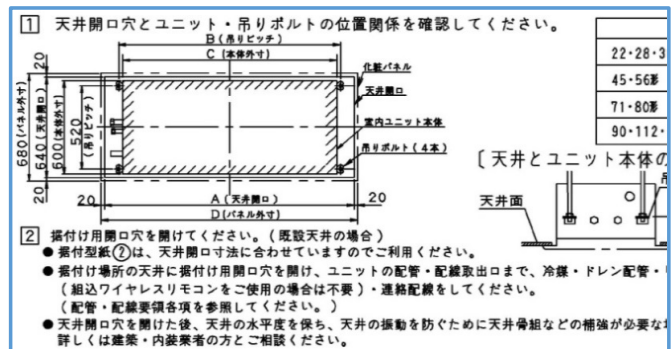 1 天井開口穴とユニット・吊りボルトの位置関係を確認してください。
B(吊りピッチ)
C(本体外寸)
20
化粧パネル
天井開口
680(パネル外寸)
640(天井開口)
600(本体外寸)
520
(吊りピッチ)
室内ユニット本体
吊りボルト(4本)
20
20
A(天井開口)
20
D(パネル外寸)
22・28・3
45・56形
71・80形
90・112・
〔天井とユニット本体の
天井面
2 据付け用開口穴を開けてください。(既設天井の場合)
●据付型紙②は、天井開口寸法に合わせていますのでご利用ください。
●据付け場所の天井に据付け用開口穴を開け、ユニットの配管・配線取出口まで、冷媒・ドレン配管・
(組込ワイヤレスリモコンをご使用の場合は不要)・連絡配線をしてください。
(配管・配線要領各項を参照してください。)
●天井開口穴を開けた後、天井の水平度を保ち、天井の振動を防ぐために天井骨組などの補強が必要な
詳しくは建築・内装業者の方とご相談ください。